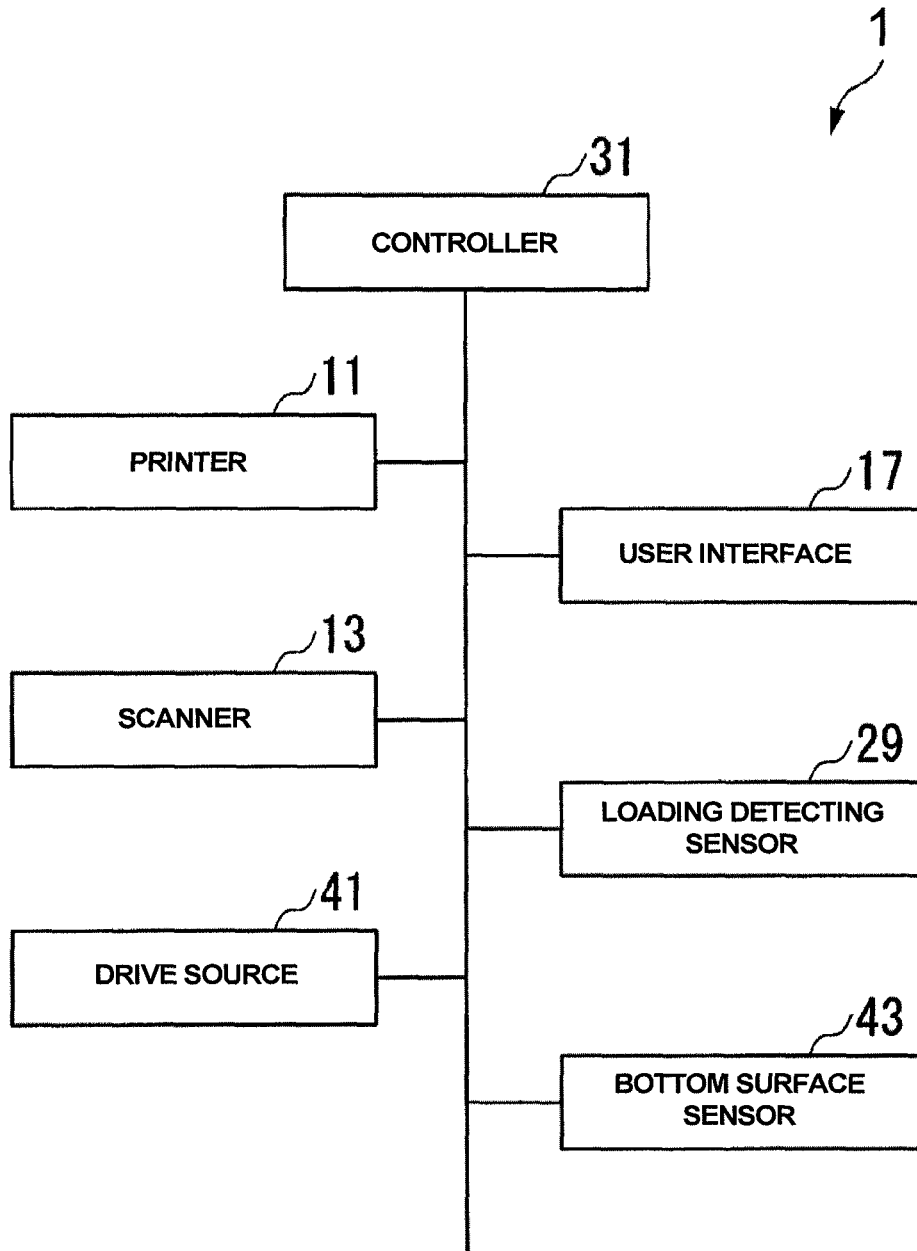 1
31
CONTROLLER
11
PRINTER
17
USER INTERFACE
13
SCANNER
29
LOADING DETECTING
SENSOR
41
DRIVE SOURCE
43
BOTTOM SURFACE
SENSOR